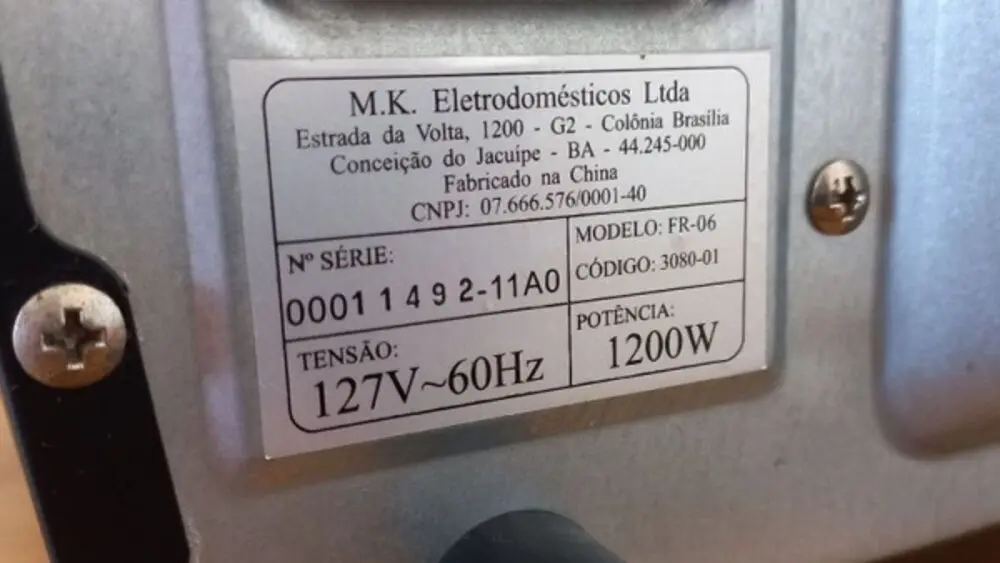 M.K. Eletrodomésticos Ltda
Estrada da Volta, 1200 - G2 - Colônia Brasilia
Conceição do Jacuípe - BA - 44.245-000
Fabricado na China
CNPJ: 07.666.576/0001-40
Nº SÉRIE:
0001 1 4 9 2-11A0
MODELO: FR-06
CÓDIGO: 3080-01
TENSÃO:
127V~60Hz
POTÊNCIA:
1200W